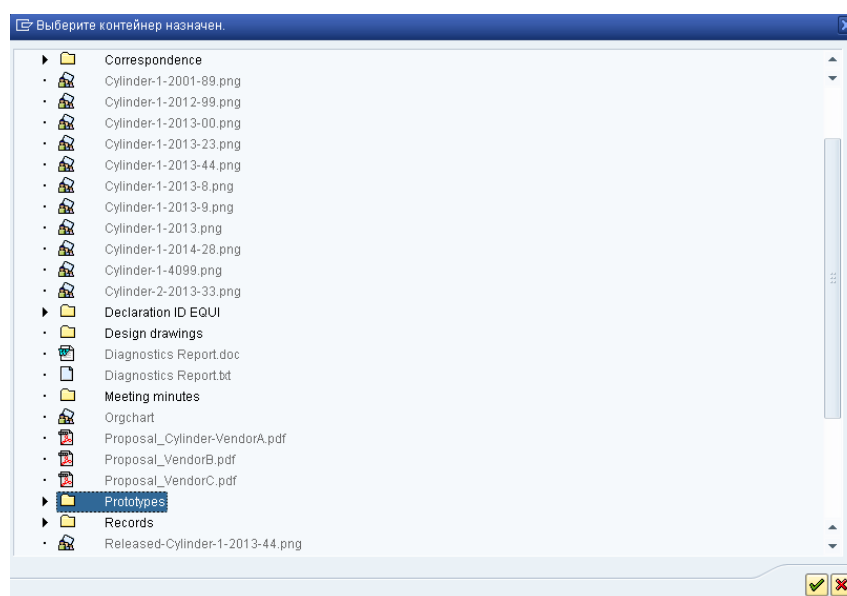 Выберите контейнер назначен.
Correspondence
Cylinder-1-2001-89.png
Cylinder-1-2012-99.png
Cylinder-1-2013-00.png
Cylinder-1-2013-23.png
Cylinder-1-2013-44.png
Cylinder-1-2013-8.png
Cylinder-1-2013-9.png
Cylinder-1-2013.png
Cylinder-1-2014-28.png
Cylinder-1-4099.png
Cylinder-2-2013-33.png
Declaration ID EQUI
Design drawings
Diagnostics Report.doc
Diagnostics Report.txt
Meeting minutes
Orgchart
Proposal_Cylinder-VendorA.pdf
Proposal_VendorB.pdf
Proposal_VendorC.pdf
Prototypes
Records
Released-Cylinder-1-2013-44.png